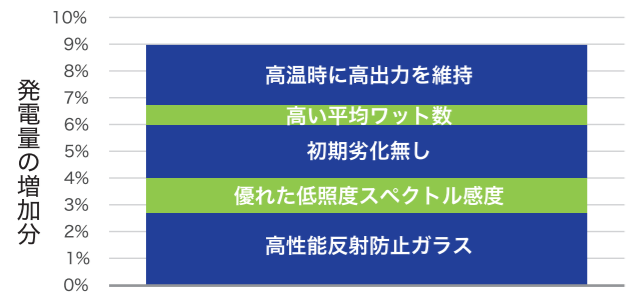 発電量の増加分
10%
9%
8%
7%
6%
5%
4%
3%
2%
1%
0%
高温時に高出力を維持
高い平均ワット数
初期劣化無し
優れた低照度スペクトル感度
高性能反射防止ガラス